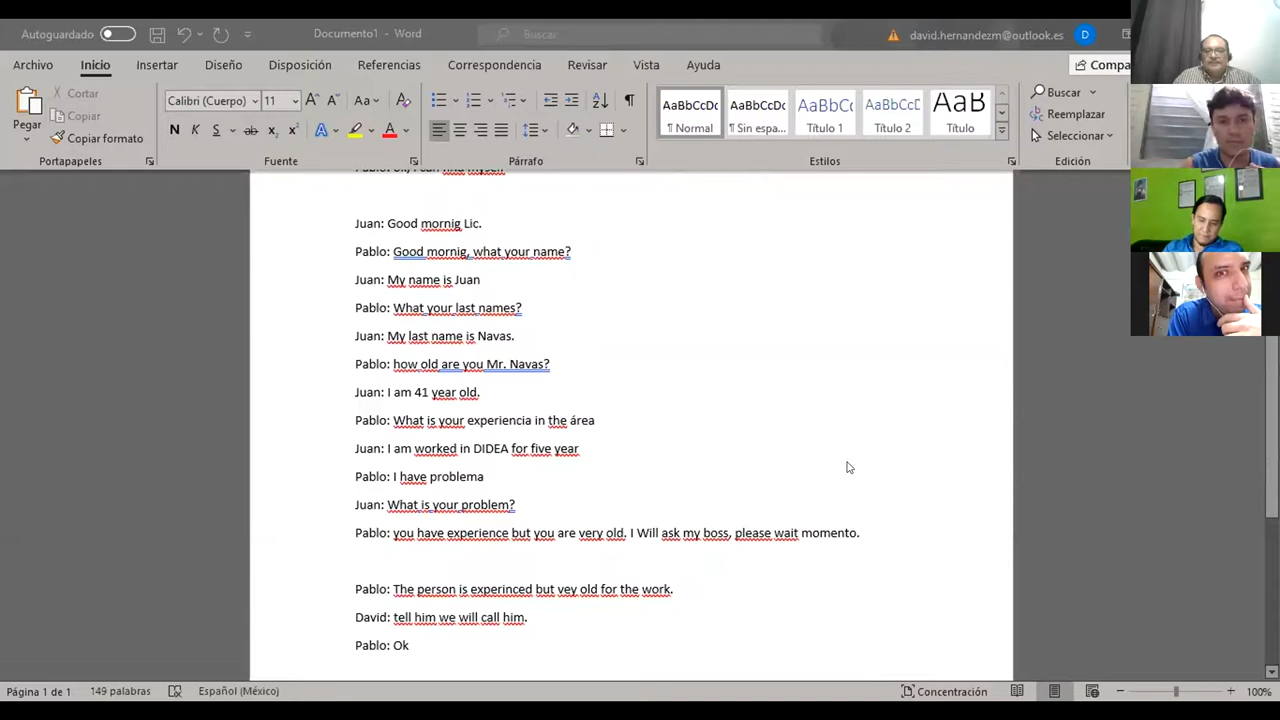 Autoguardado
Documento1 - Word
Buscar
david.hernandezm@outlook.es
D
Archivo
Inicio
Insertar
Diseño
Disposición
Referencias
Correspondencia
Revisar
Vista
Ayuda
Compa
Pegar
Cortar
Copiar
Copiar formato
Portapapeles
Calibri (Cuerpo)
11
Fuente
Párrafo
AaBbCcDc
¶ Normal
AaBbCcDc
¶ Sin espa...
AaBbCc
Título 1
AaBbCcD
Título 2
AaB
Título
Estilos
Buscar
Reemplazar
Seleccionar
Edición
Juan: Good mornig Lic.
Pablo: Good mornig, what your name?
Juan: My name is Juan
Pablo: What your last names?
Juan: My last name is Navas.
Pablo: how old are you Mr. Navas?
Juan: I am 41 year old.
Pablo: What is your experiencia in the área
Juan: I am worked in DIDEA for five year
Pablo: I have problema
Juan: What is your problem?
Pablo: you have experience but you are very old. I Will ask my boss, please wait momento.
Pablo: The person is experinced but vey old for the work.
David: tell him we will call him.
Pablo: Ok
Página 1 de 1
149 palabras
Español (México)
Concentración
100%